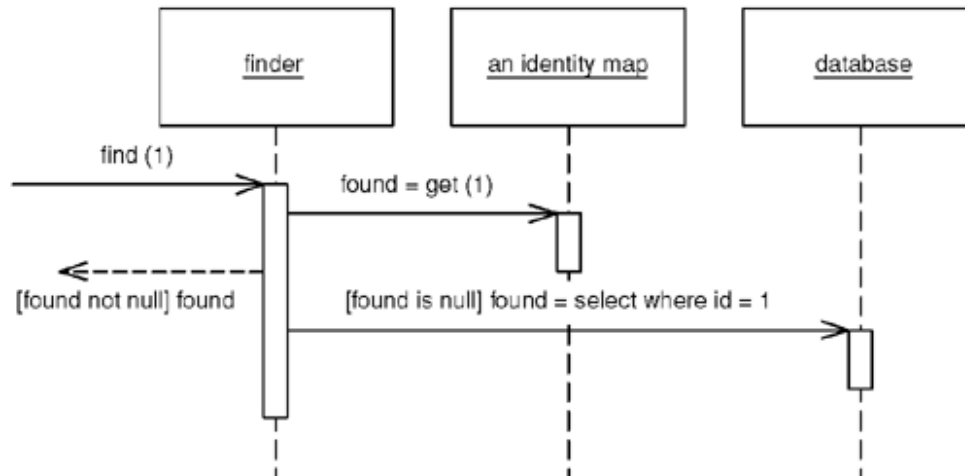 finder
an identity map
database
find (1)
found = get (1)
[found not null] found
[found is null] found = select where id = 1